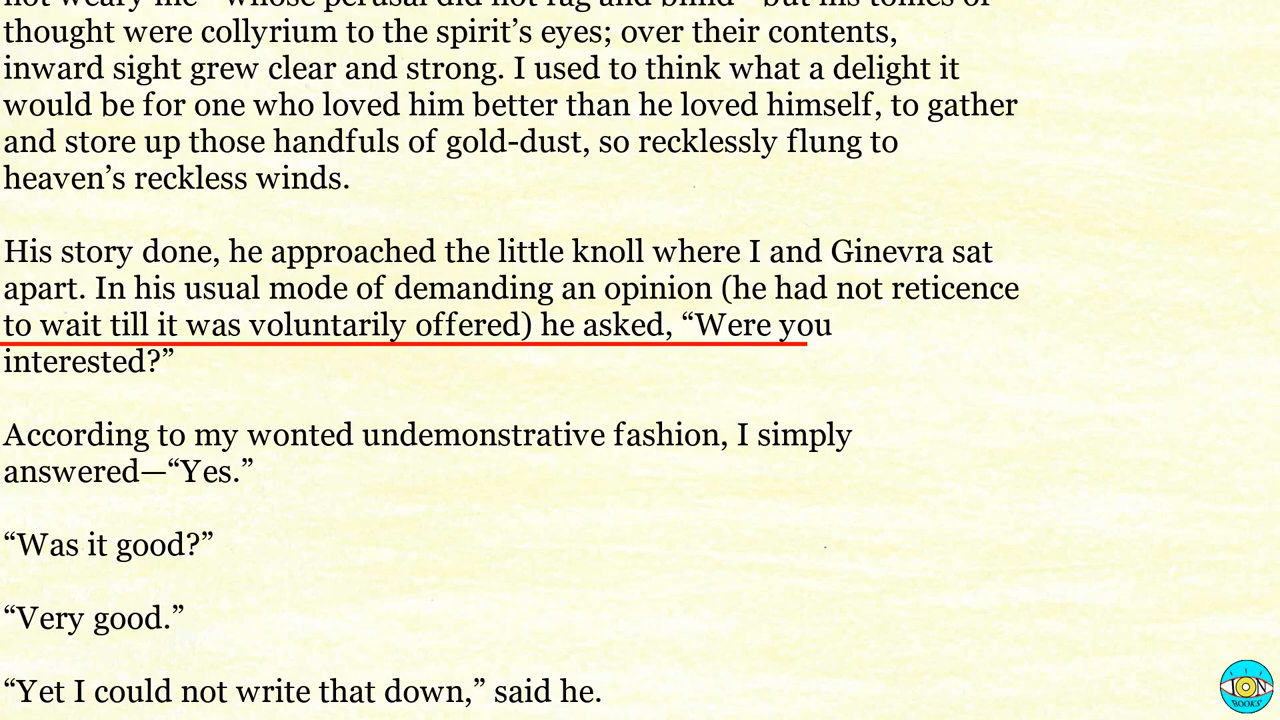 thought were collyrium to the spirit’s eyes; over their contents,
inward sight grew clear and strong. I used to think what a delight it
would be for one who loved him better than he loved himself, to gather
and store up those handfuls of gold-dust, so recklessly flung to
heaven’s reckless winds.
His story done, he approached the little knoll where I and Ginevra sat
apart. In his usual mode of demanding an opinion (he had not reticence
to wait till it was voluntarily offered) he asked, “Were you
interested?”
According to my wonted undemonstrative fashion, I simply
answered—“Yes.”
“Was it good?”
“Very good.”
“Yet I could not write that down,” said he.
ION
BOOKS